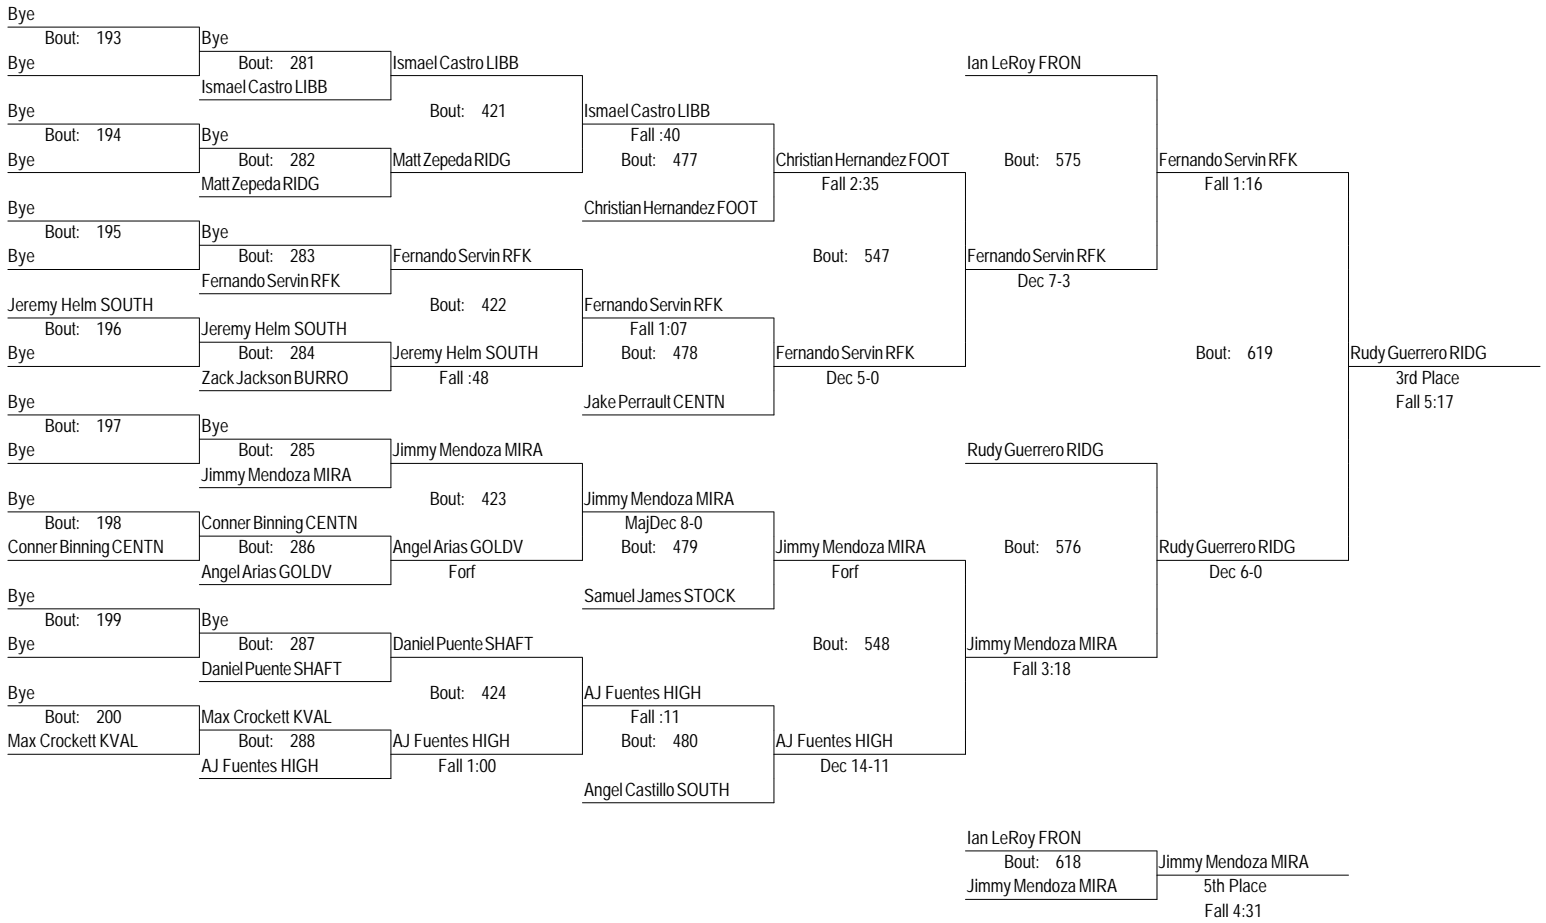 Bye
Bout: 193
Bye
Bye
Bout: 194
Bye
Bye
Bout: 195
Bye
Jeremy Helm SOUTH
Bout: 196
Bye
Bye
Bout: 197
Bye
Bye
Bout: 198
Conner Binning CENTN
Bye
Bout: 199
Bye
Bye
Bout: 200
Max Crockett KVAL
Bye
Bout: 281
Ismael Castro LIBB
Bye
Bout: 282
Matt Zepeda RIDG
Bye
Bout: 283
Fernando Servin RFK
Jeremy Helm SOUTH
Bout: 284
Zack Jackson BURRO
Bye
Bout: 285
Jimmy Mendoza MIRA
Conner Binning CENTN
Bout: 286
Angel Arias GOLDV
Bye
Bout: 287
Daniel Puente SHAFT
Max Crockett KVAL
Bout: 288
AJ Fuentes HIGH
Ismael Castro LIBB
Bout: 421
Matt Zepeda RIDG
Fernando Servin RFK
Bout: 422
Jeremy Helm SOUTH
Fall :48
Jimmy Mendoza MIRA
Bout: 423
Angel Arias GOLDV
Forf
Daniel Puente SHAFT
Bout: 424
AJ Fuentes HIGH
Fall 1:00
Ismael Castro LIBB
Fall :40
Bout: 477
Christian Hernandez FOOT
Fernando Servin RFK
Fall 1:07
Bout: 478
Jake Perrault CENTN
Jimmy Mendoza MIRA
MajDec 8-0
Bout: 479
Samuel James STOCK
AJ Fuentes HIGH
Fall :11
Bout: 480
Angel Castillo SOUTH
Christian Hernandez FOOT
Fall 2:35
Bout: 547
Fernando Servin RFK
Dec 5-0
Jimmy Mendoza MIRA
Forf
Bout: 548
AJ Fuentes HIGH
Dec 14-11
Ian LeRoy FRON
Bout: 575
Fernando Servin RFK
Dec 7-3
Rudy Guerrero RIDG
Bout: 576
Jimmy Mendoza MIRA
Fall 3:18
Fernando Servin RFK
Fall 1:16
Bout: 619
Rudy Guerrero RIDG
Dec 6-0
Rudy Guerrero RIDG
3rd Place
Fall 5:17
Ian LeRoy FRON
Bout: 618
Jimmy Mendoza MIRA
Jimmy Mendoza MIRA
5th Place
Fall 4:31